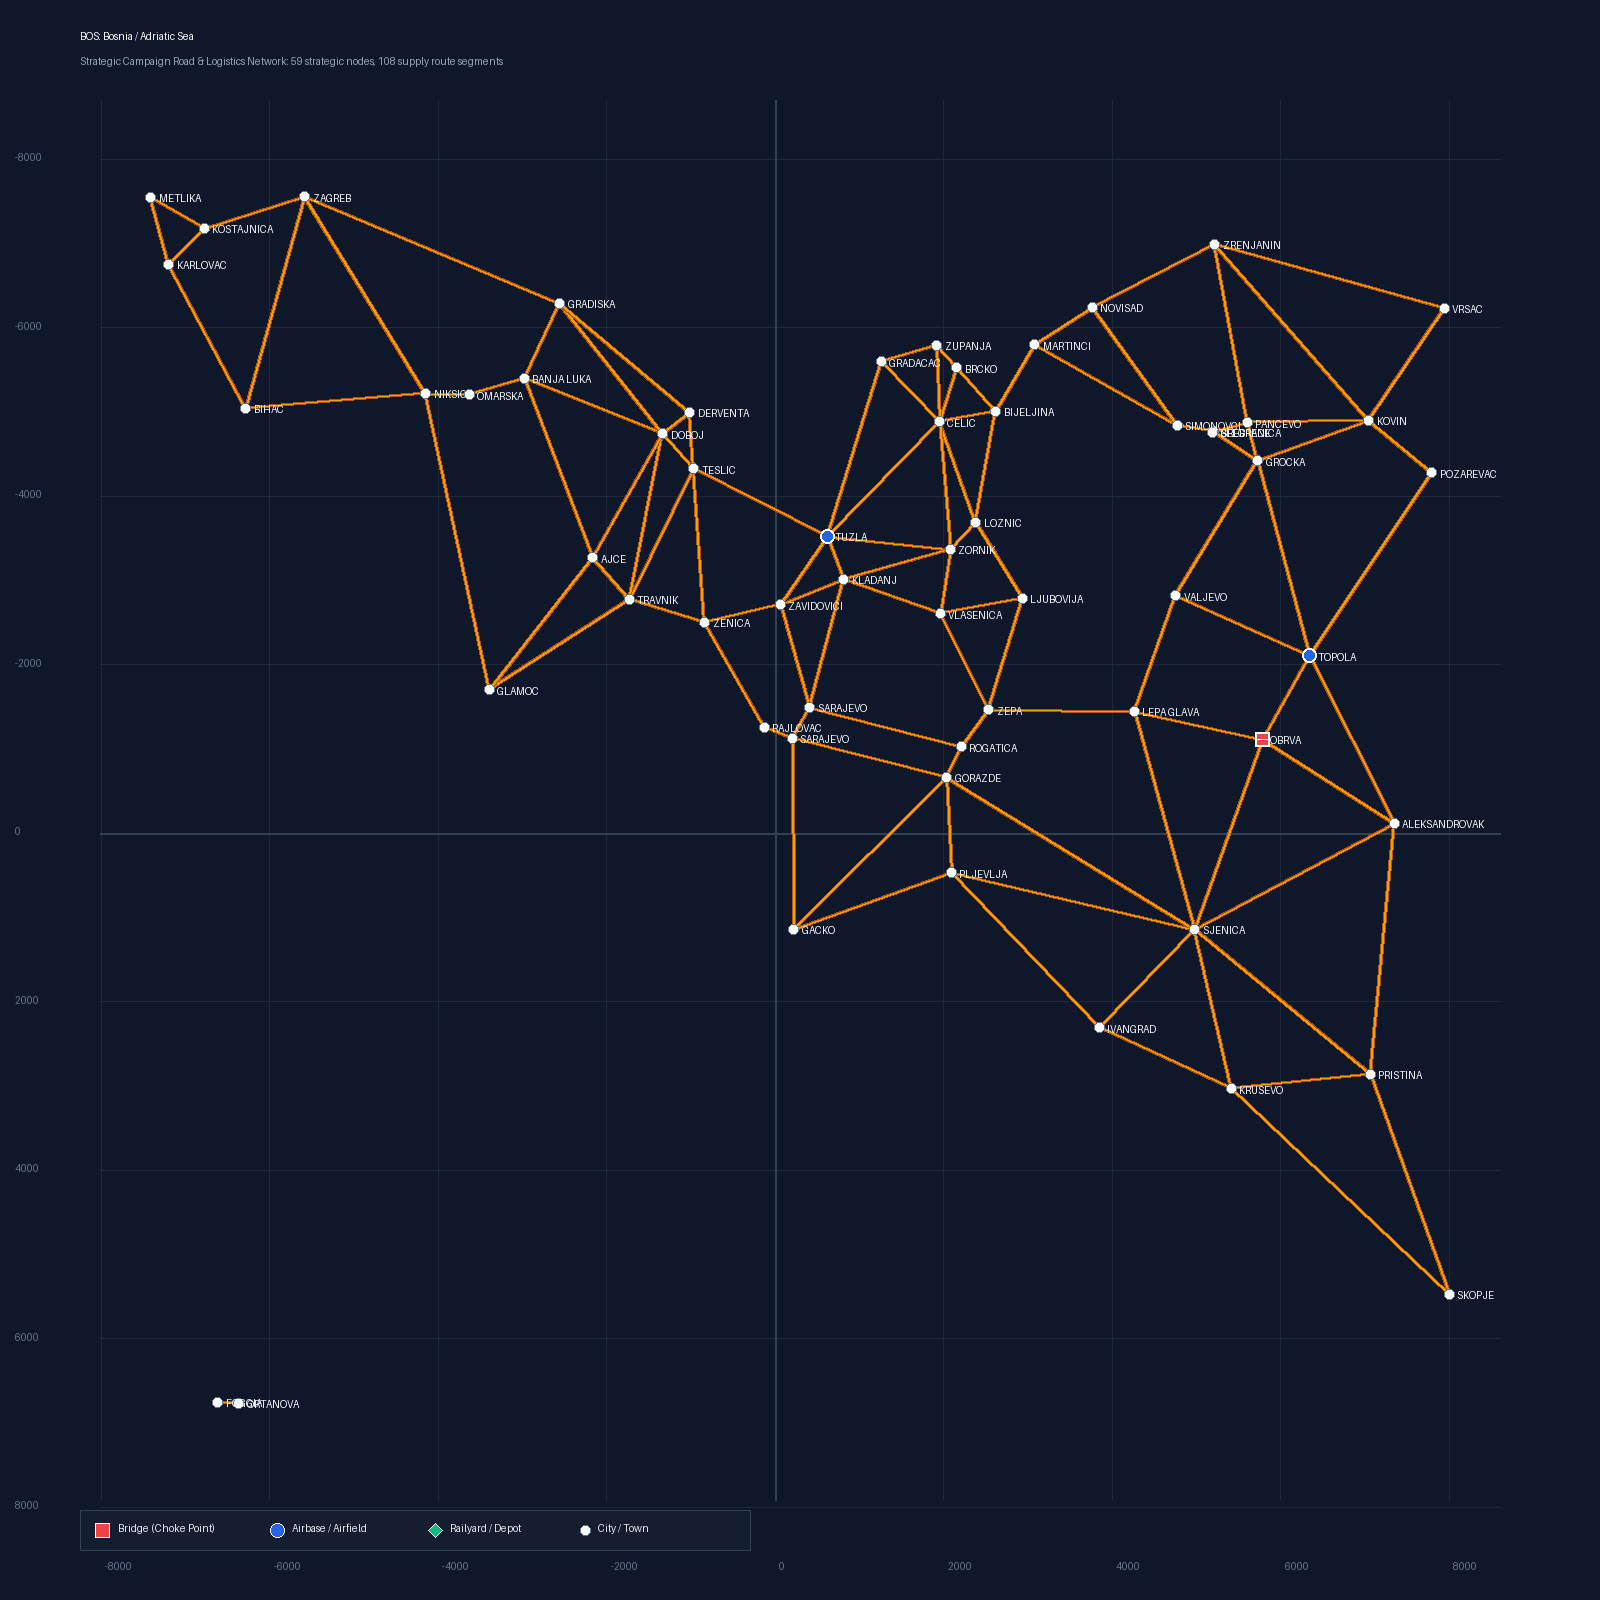 BOS: Bosnia / Adriatic Sea
Strategic Campaign Road & Logistics Network: 59 strategic nodes, 108 supply route segments
-8000
METLIKA
ZAGREB
KOSTAJNICA
ZRENJANIN
KARLOVAC
GRADISKA
NOVISAD
VRSAC
-6000
ZUPANJA
MARTINCI
GRADACAC
BRCKO
BANJA LUKA
NIKSIC
OMARSKA
BIHAC
DERVENTA
BIJELJINA
CELIC
KOVIN
SIMONOVCI
PANCEVO
DOBOJ
GROCKA
TESLIC
POZAREVAC
-4000
LOZNIC
TUZLA
ZORNIK
AJCE
KLADANJ
VALJEVO
TRAVNIK
LJUBOVIJA
ZAVIDOVICI
VLASENICA
ZENICA
TOPOLA
-2000
GLAMOC
SARAJEVO
ZEPA
LEPAGLAVA
RAJLOVAC
SARAJEVO
OBRVA
ROGATICA
GORAZDE
ALEKSANDROVAK
0
PLJEVLJA
GACKO
SJENICA
2000
IVANGRAD
PRISTINA
KRUSEVO
4000
SKOPJE
6000
8000
Bridge (Choke Point)
Airbase / Airfield
Railyard / Depot
City / Town
-8000
-6000
-4000
-2000
0
2000
4000
6000
8000